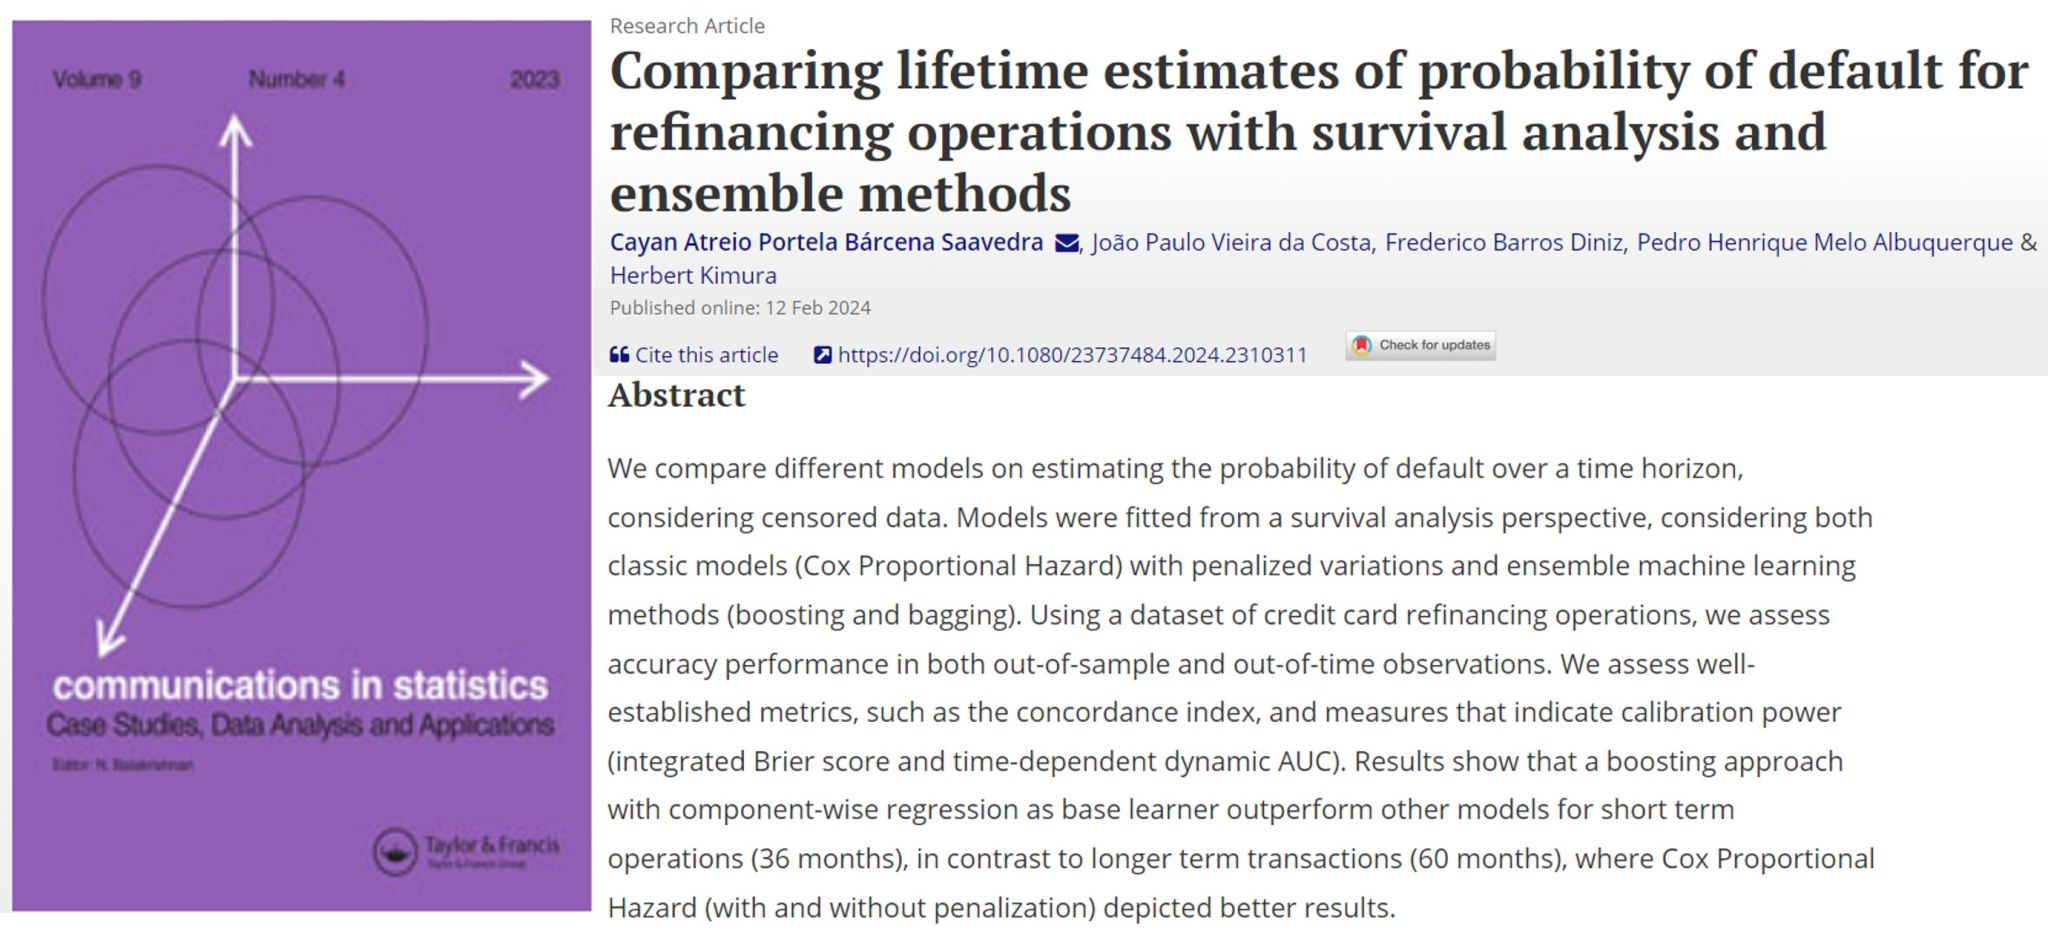 Volume 9 Number 4 2023
communications in statistics
Case Studies, Data Analysis and Applications
Editor: N. Balakrishnan
Taylor & Francis
Taylor & Francis Group
Research Article
Comparing lifetime estimates of probability of default for
refinancing operations with survival analysis and
ensemble methods
Cayan Atreio Portela Bárcena Saavedra , João Paulo Vieira da Costa, Frederico Barros Diniz, Pedro Henrique Melo Albuquerque &
Herbert Kimura
Published online: 12 Feb 2024
Cite this article https://doi.org/10.1080/23737484.2024.2310311 Check for updates
Abstract
We compare different models on estimating the probability of default over a time horizon,
considering censored data. Models were fitted from a survival analysis perspective, considering both
classic models (Cox Proportional Hazard) with penalized variations and ensemble machine learning
methods (boosting and bagging). Using a dataset of credit card refinancing operations, we assess
accuracy performance in both out-of-sample and out-of-time observations. We assess well-
established metrics, such as the concordance index, and measures that indicate calibration power
(integrated Brier score and time-dependent dynamic AUC). Results show that a boosting approach
with component-wise regression as base learner outperform other models for short term
operations (36 months), in contrast to longer term transactions (60 months), where Cox Proportional
Hazard (with and without penalization) depicted better results.